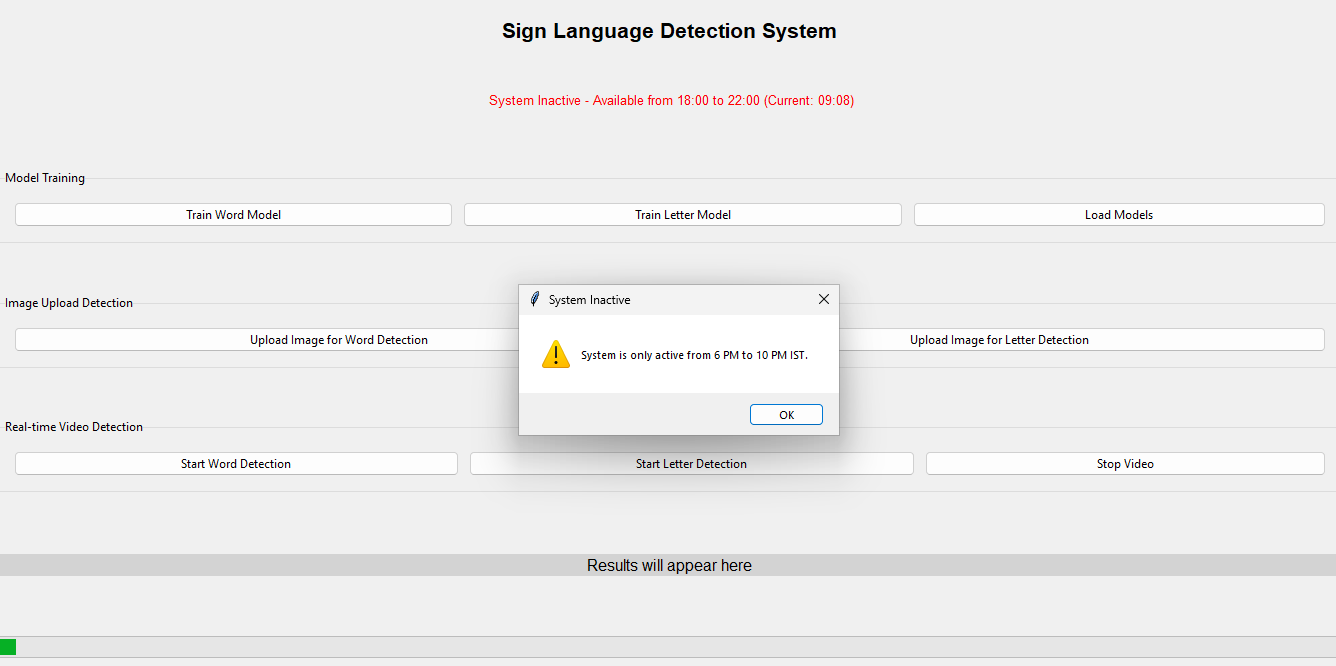 Sign Language Detection System
System Inactive - Available from 18:00 to 22:00 (Current: 09:08)
Model Training
Train Word Model
Train Letter Model
Load Models
Image Upload Detection
Upload Image for Word Detection
Upload Image for Letter Detection
System Inactive
System is only active from 6 PM to 10 PM IST.
OK
Real-time Video Detection
Start Word Detection
Start Letter Detection
Stop Video
Results will appear here